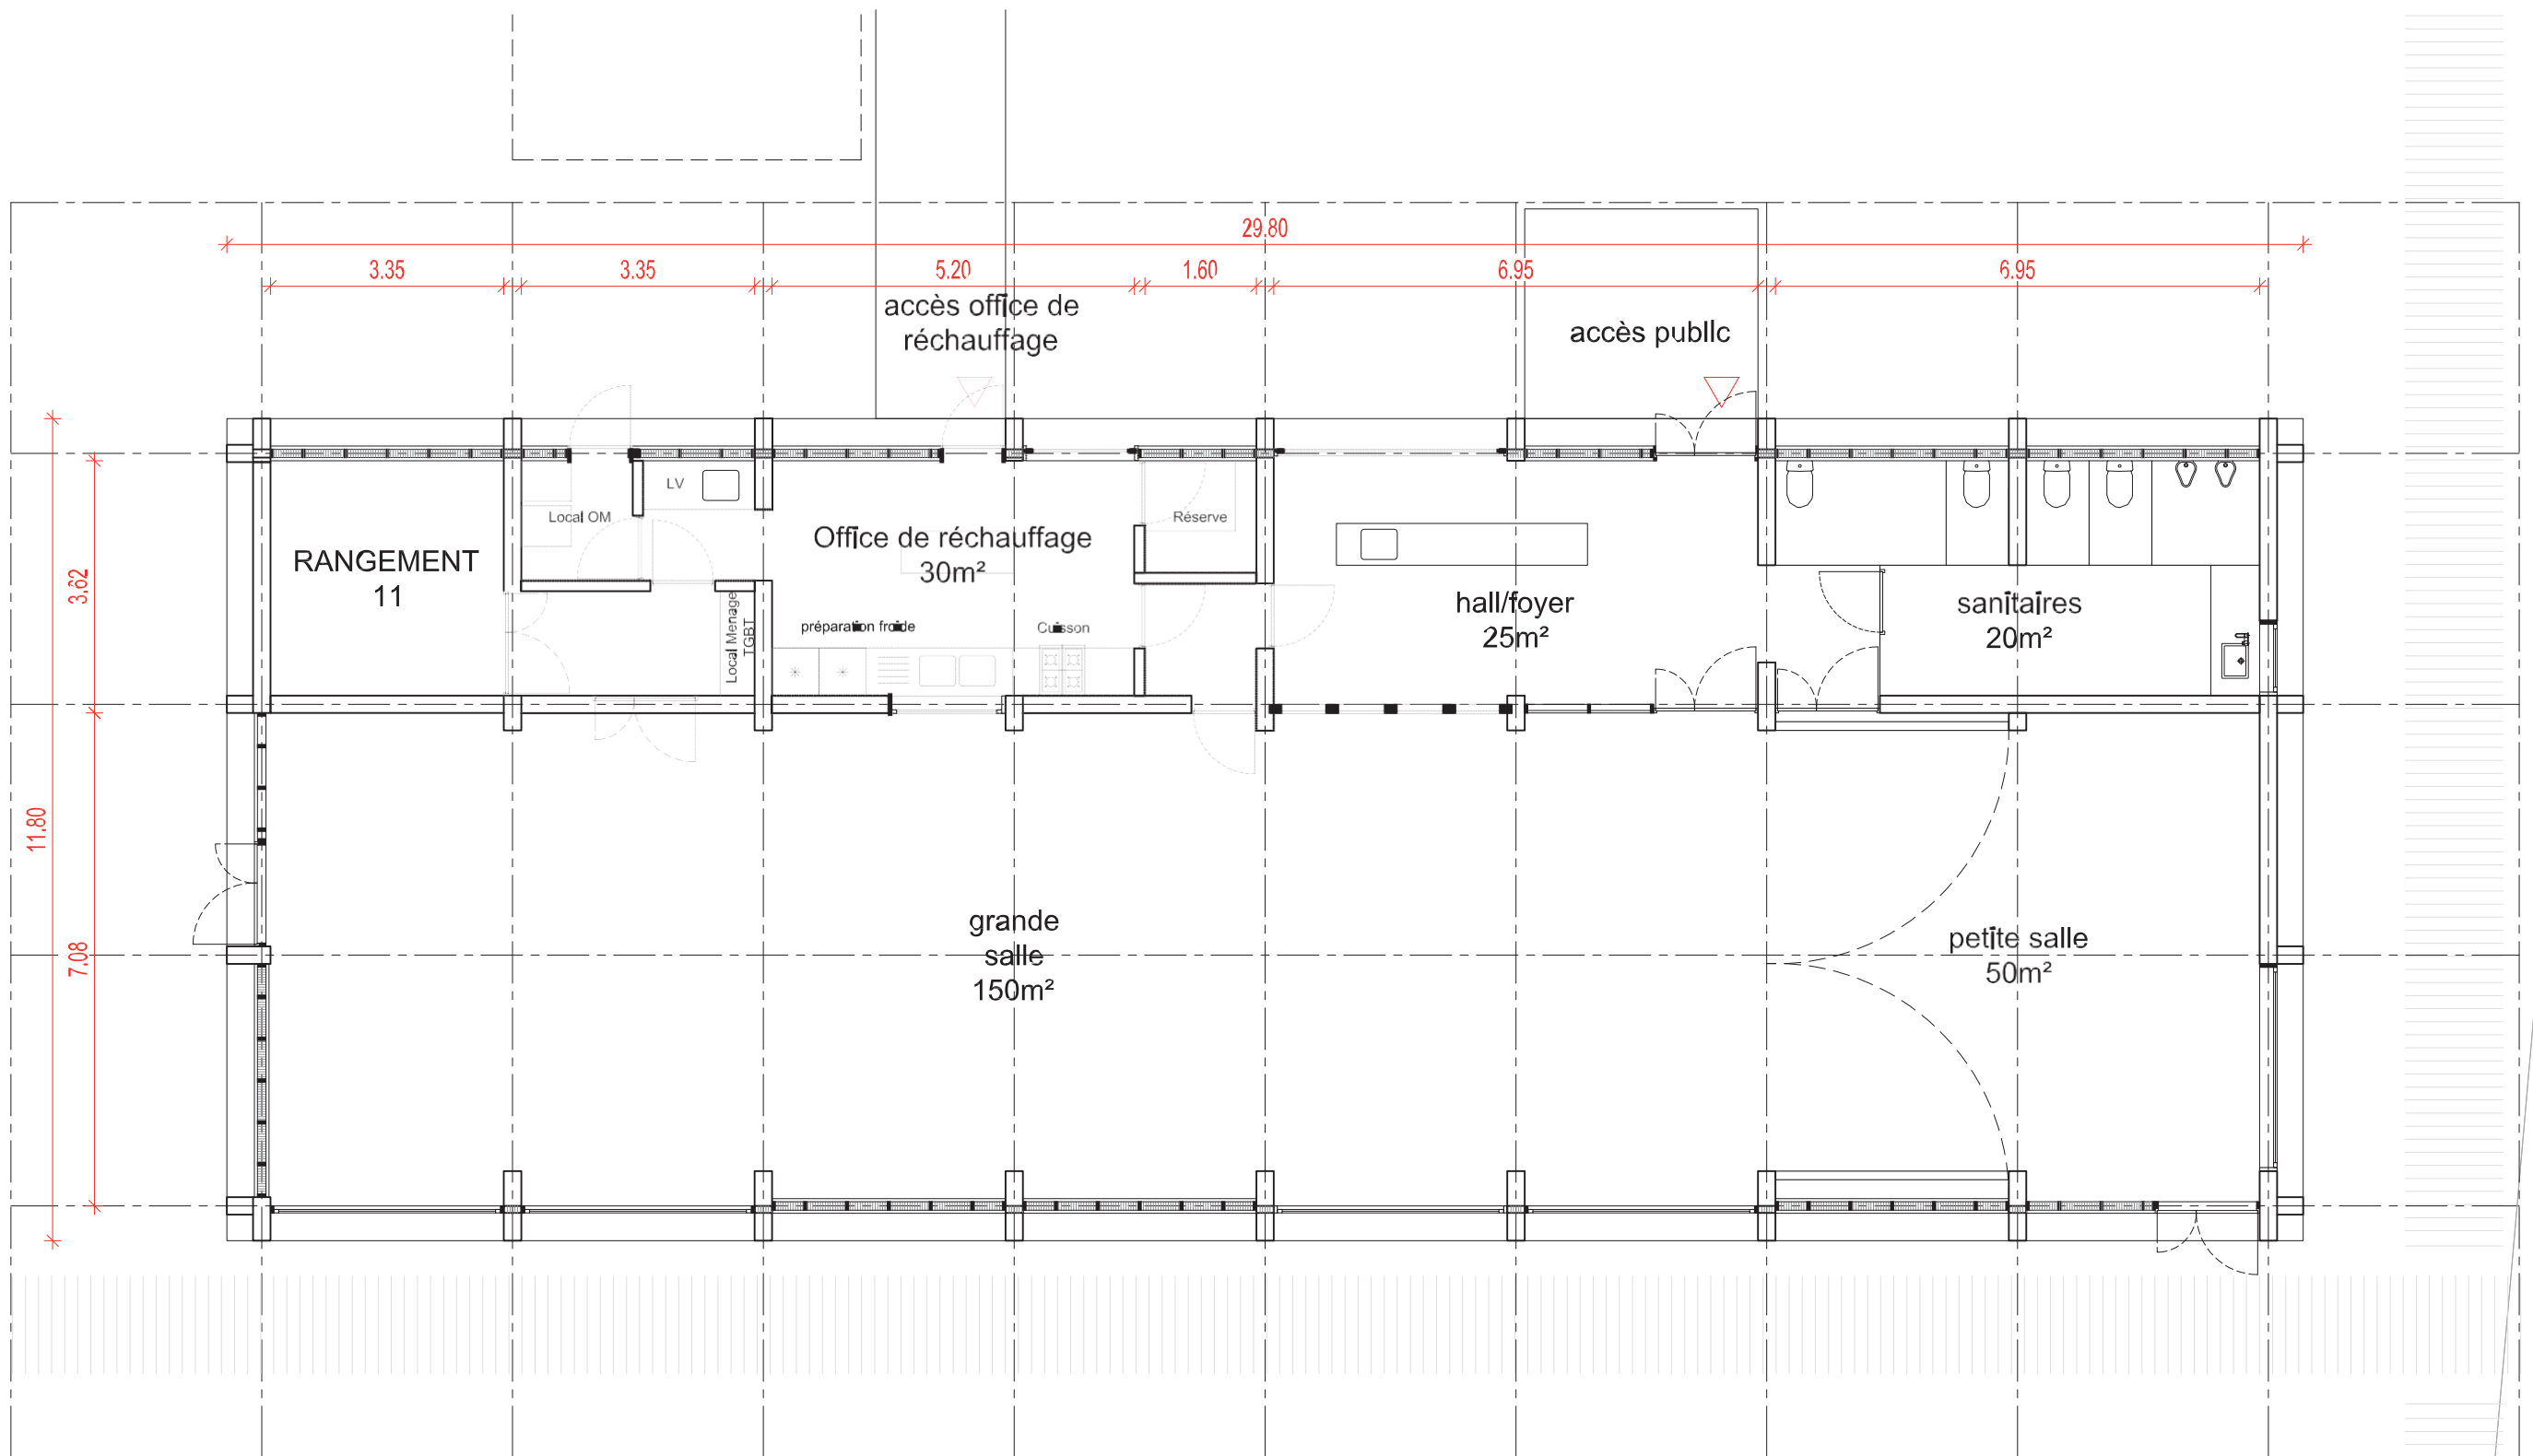 29.80
3.35
3.35
5.20
1.60
6.95
6.95
accès office de
réchauffage
accès public
LV
Local OM
Réserve
Office de réchauffage
30m²
RANGEMENT
11
3.62
hall/foyer
25m²
sanitaires
20m²
préparation froide
Cuisson
Local Menage
TGBT
11.80
7.08
grande
salle
150m²
petite salle
50m²